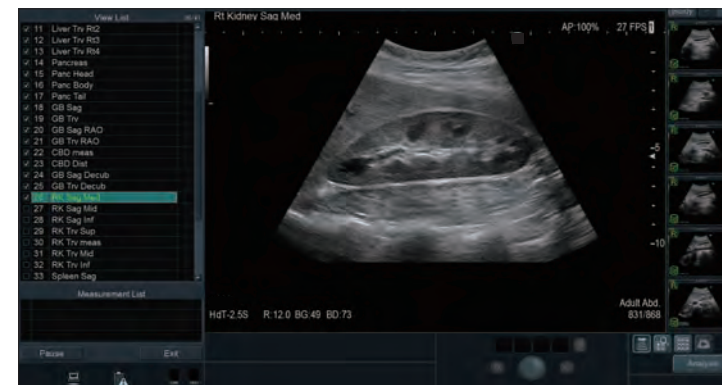 View List
11 Liver Trv Rt2
12 Liver Trv Rt3
13 Liver Trv Rt4
14 Pancreas
15 Panc Head
16 Panc Body
17 Panc Tail
18 GB Sag
19 GB Trv
20 GB Sag RAO
21 GB Trv RAO
22 CBD meas
23 CBD Dist
24 GB Sag Decub
25 GB Trv Decub
26 RK Sag Med
27 RK Sag Mid
28 RK Sag Inf
29 RK Trv Sup
30 RK Trv meas
31 RK Trv Mid
32 RK Trv Inf
33 Spleen Sag
Measurement List
Pause Exit
Rt Kidney Sag Med
AP:100% 27 FPS
5
10
HdT-2.5S R:12.0 BG:49 BD:73
Adult Abd.
831/868